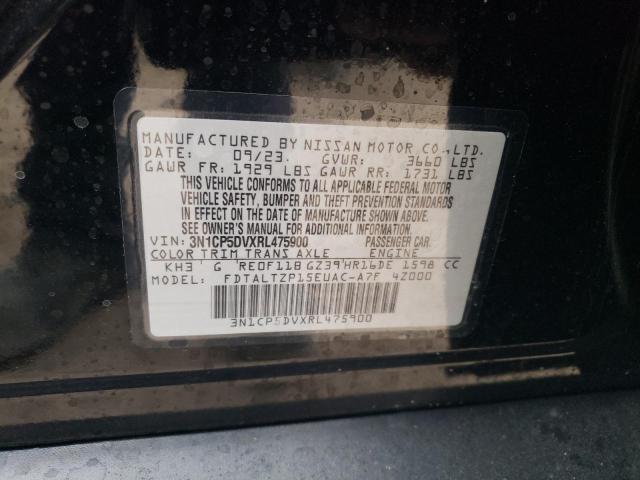 MANUFACTURED BY NISSAN MOTOR CO.,LTD.
DATE: 09/23. GVWR: 3660 LBS
GAWR FR: 1929 LBS GAWR RR: 1731 LBS
THIS VEHICLE CONFORMS TO ALL APPLICABLE FEDERAL MOTOR
VEHICLE SAFETY, BUMPER AND THEFT PREVENTION STANDARDS
IN EFFECT ON THE DATE OF MANUFACTURE SHOWN ABOVE.
SEE OWNER'S MANUAL FOR ADDITIONAL INFORMATION
VIN: 3N1CP5DVXRL475900 PASSENGER CAR.
COLOR TRIM TRANS AXLE ENGINE
KH3 G RE0F11B GZ39 HR16DE 1598 CC
MODEL: FDTALTZP15EUAC-A7F 4Z000
3N1CP5DVXRL475900